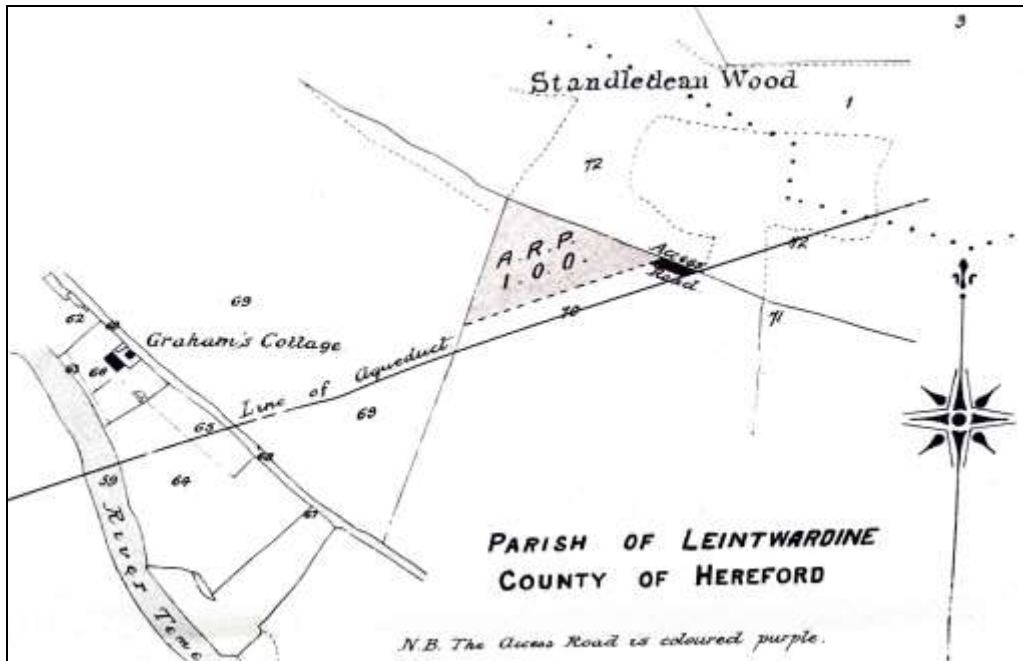 3
Standledean Wood
1
72
A. R. P.
1. 0. 0.
Access
Road
72
69
62
Graham's Cottage
70
71
63
66
Line of Aqueduct
69
65
68
59
64
67
River Teme
PARISH OF LEINTWARDINE
COUNTY OF HEREFORD
N.B. The Access Road is coloured purple.